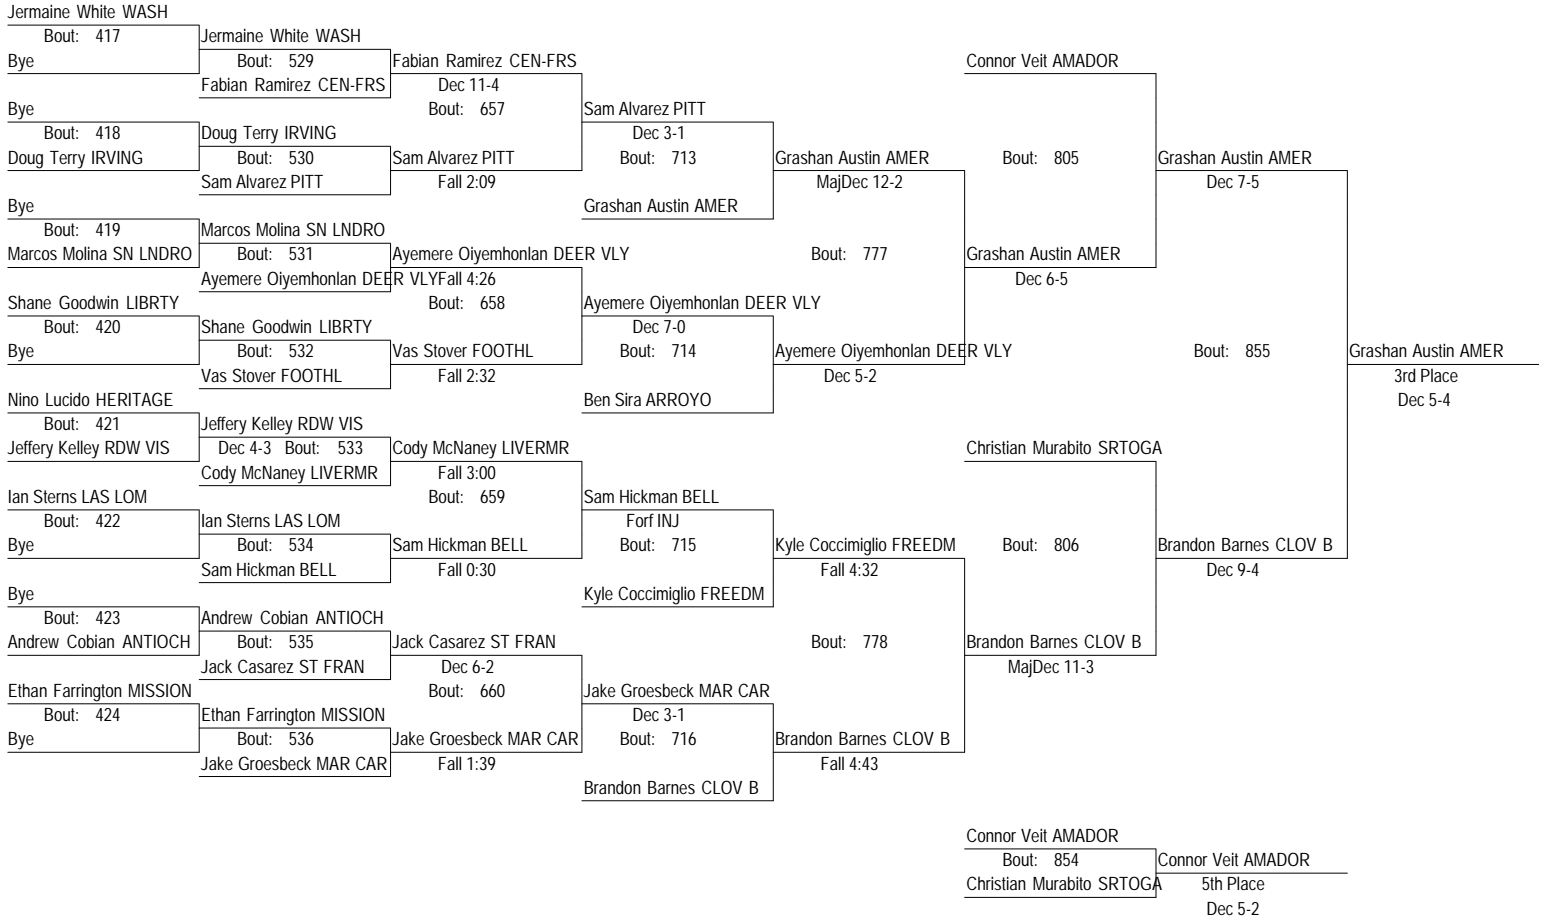 Jermaine White WASH
Bout: 417
Jermaine White WASH
Bye
Bout: 529
Fabian Ramirez CEN-FRS
Connor Veit AMADOR
Fabian Ramirez CEN-FRS
Dec 11-4
Bye
Bout: 657
Sam Alvarez PITT
Bout: 418
Doug Terry IRVING
Dec 3-1
Doug Terry IRVING
Bout: 530
Sam Alvarez PITT
Bout: 713
Grashan Austin AMER
Bout: 805
Grashan Austin AMER
Sam Alvarez PITT
Fall 2:09
MajDec 12-2
Dec 7-5
Bye
Grashan Austin AMER
Bout: 419
Marcos Molina SN LNDRO
Marcos Molina SN LNDRO
Bout: 531
Ayemere Oiyemhonlan DEER VLY
Bout: 777
Grashan Austin AMER
Ayemere Oiyemhonlan DEER VLY
Fall 4:26
Dec 6-5
Shane Goodwin LIBRTY
Bout: 658
Ayemere Oiyemhonlan DEER VLY
Bout: 420
Shane Goodwin LIBRTY
Dec 7-0
Bye
Bout: 532
Vas Stover FOOTHL
Bout: 714
Ayemere Oiyemhonlan DEER VLY
Bout: 855
Grashan Austin AMER
Vas Stover FOOTHL
Fall 2:32
Dec 5-2
3rd Place
Nino Lucido HERITAGE
Ben Sira ARROYO
Dec 5-4
Bout: 421
Jeffery Kelley RDW VIS
Jeffery Kelley RDW VIS
Dec 4-3 Bout: 533
Cody McNaney LIVERMR
Christian Murabito SRTOGA
Cody McNaney LIVERMR
Fall 3:00
Ian Sterns LAS LOM
Bout: 659
Sam Hickman BELL
Bout: 422
Ian Sterns LAS LOM
Forf INJ
Bye
Bout: 534
Sam Hickman BELL
Bout: 715
Kyle Coccimiglio FREEDM
Bout: 806
Brandon Barnes CLOV B
Sam Hickman BELL
Fall 0:30
Fall 4:32
Dec 9-4
Bye
Kyle Coccimiglio FREEDM
Bout: 423
Andrew Cobian ANTIOCH
Andrew Cobian ANTIOCH
Bout: 535
Jack Casarez ST FRAN
Bout: 778
Brandon Barnes CLOV B
Jack Casarez ST FRAN
Dec 6-2
MajDec 11-3
Ethan Farrington MISSION
Bout: 660
Jake Groesbeck MAR CAR
Bout: 424
Ethan Farrington MISSION
Dec 3-1
Bye
Bout: 536
Jake Groesbeck MAR CAR
Bout: 716
Brandon Barnes CLOV B
Jake Groesbeck MAR CAR
Fall 1:39
Fall 4:43
Brandon Barnes CLOV B
Connor Veit AMADOR
Bout: 854
Connor Veit AMADOR
Christian Murabito SRTOGA
5th Place
Dec 5-2